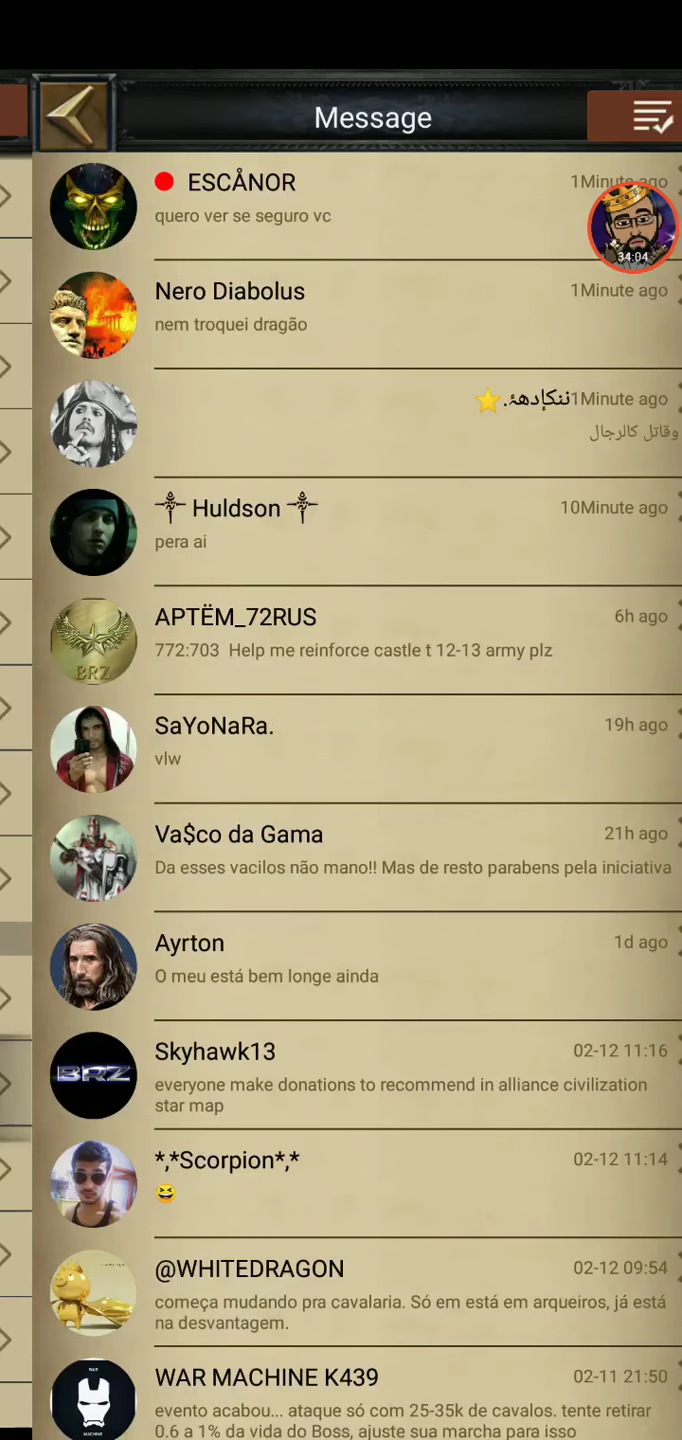 Message
ESCÅNOR
1Minute ago
quero ver se seguro vc
34:04
Nero Diabolus
1Minute ago
nem troquei dragão
ننكإدهۂ.⭐
1Minute ago
وقاتل كالرجال
Huldson
10Minute ago
pera ai
APTËM_72RUS
6h ago
772:703 Help me reinforce castle t 12-13 army plz
BRZ
SaYoNaRa.
19h ago
vlw
Va$co da Gama
21h ago
Da esses vacilos não mano!! Mas de resto parabens pela iniciativa
Ayrton
1d ago
O meu está bem longe ainda
Skyhawk13
02-12 11:16
BRZ
everyone make donations to recommend in alliance civilization
star map
*,*Scorpion*,*
02-12 11:14
😆
@WHITEDRAGON
02-12 09:54
começa mudando pra cavalaria. Só em está em arqueiros, já está
na desvantagem.
WAR MACHINE K439
02-11 21:50
WAR
MACHINE
evento acabou... ataque só com 25-35k de cavalos. tente retirar
0.6 a 1% da vida do Boss, ajuste sua marcha para isso